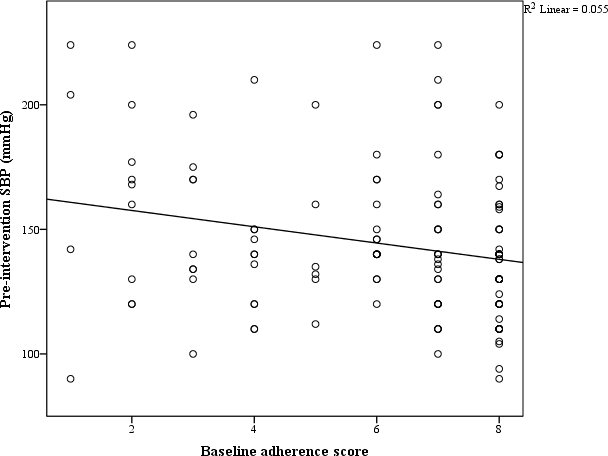 R² Linear = 0.055
Pre-intervention SBP (mmHg)
200
150
100
2 4 6 8
Baseline adherence score